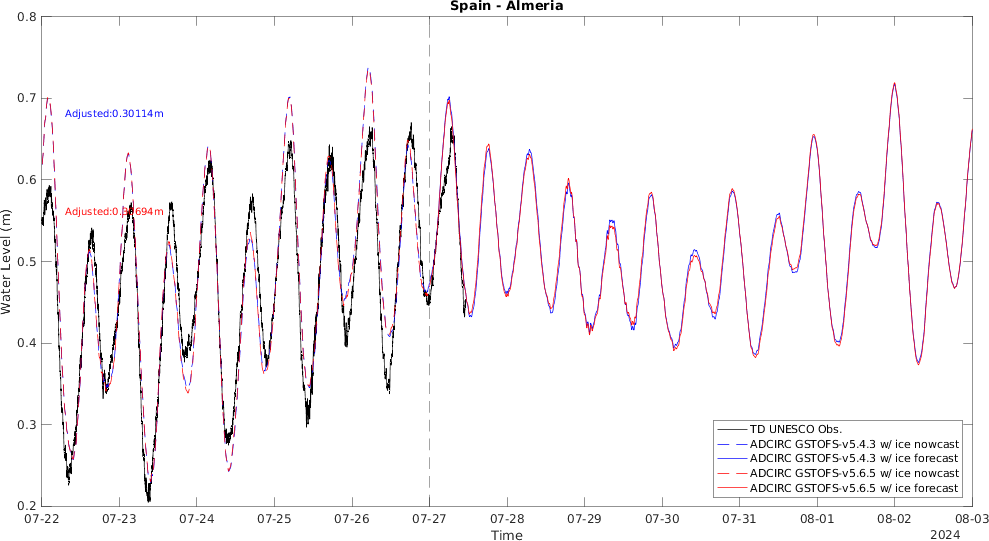 Spain - Almeria
0.8
0.7
0.6
0.5
0.4
0.3
0.2
Water Level (m)
Adjusted:0.30114m
07-22
07-23
07-24
07-25
07-26
07-27
07-28
07-29
07-30
07-31
08-01
08-02
08-03
Time
2024
TD UNESCO Obs.
ADCIRC GSTOFS-v5.4.3 w/ ice nowcast
ADCIRC GSTOFS-v5.4.3 w/ ice forecast
ADCIRC GSTOFS-v5.6.5 w/ ice nowcast
ADCIRC GSTOFS-v5.6.5 w/ ice forecast